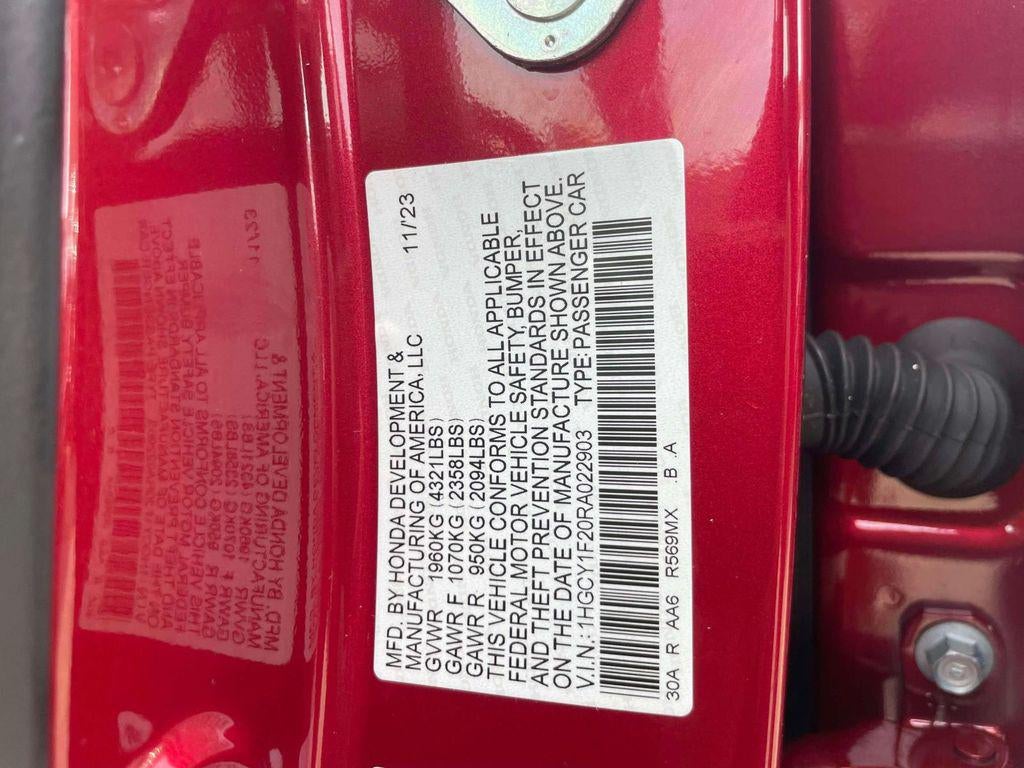 MFD. BY HONDA DEVELOPMENT & 11/'23
MANUFACTURING OF AMERICA. LLC
GVWR 1960KG (4321LBS)
GAWR F 1070KG (2358LBS)
GAWR R 950KG (2094LBS)
THIS VEHICLE CONFORMS TO ALL APPLICABLE
FEDERAL MOTOR VEHICLE SAFETY, BUMPER,
AND THEFT PREVENTION STANDARDS IN EFFECT
ON THE DATE OF MANUFACTURE SHOWN ABOVE.
V.I.N.:1HGCY1F20RA022903 TYPE: PASSENGER CAR
30A R AA6 R569MX .B A